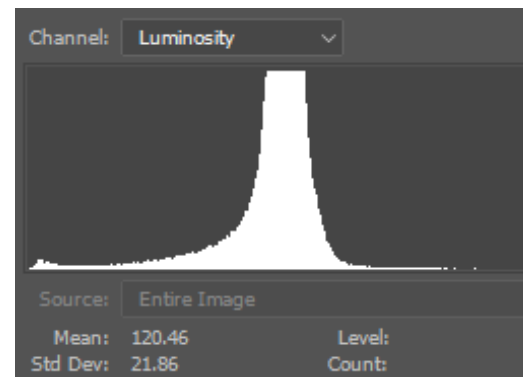 Channel: Luminosity
Source: Entire Image
Mean: 120.46 Level:
Std Dev: 21.86 Count: